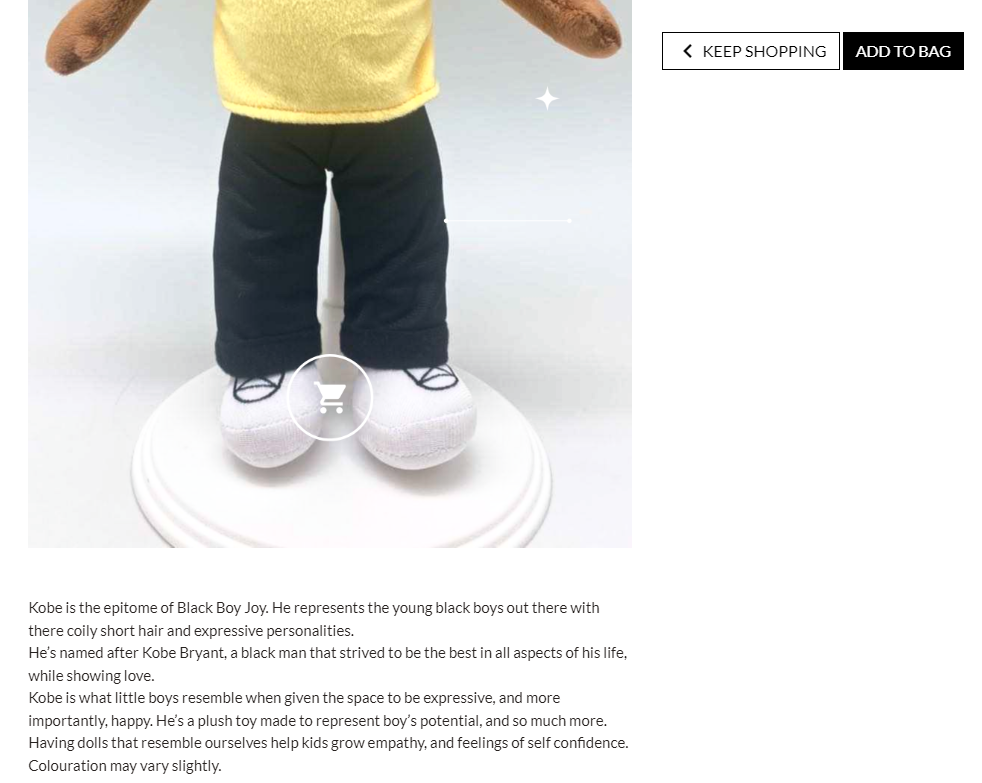 KEEP SHOPPING
ADD TO BAG
Kobe is the epitome of Black Boy Joy. He represents the young black boys out there with
there coily short hair and expressive personalities.
He’s named after Kobe Bryant, a black man that strived to be the best in all aspects of his life,
while showing love.
Kobe is what little boys resemble when given the space to be expressive, and more
importantly, happy. He’s a plush toy made to represent boy’s potential, and so much more.
Having dolls that resemble ourselves help kids grow empathy, and feelings of self confidence.
Colouration may vary slightly.